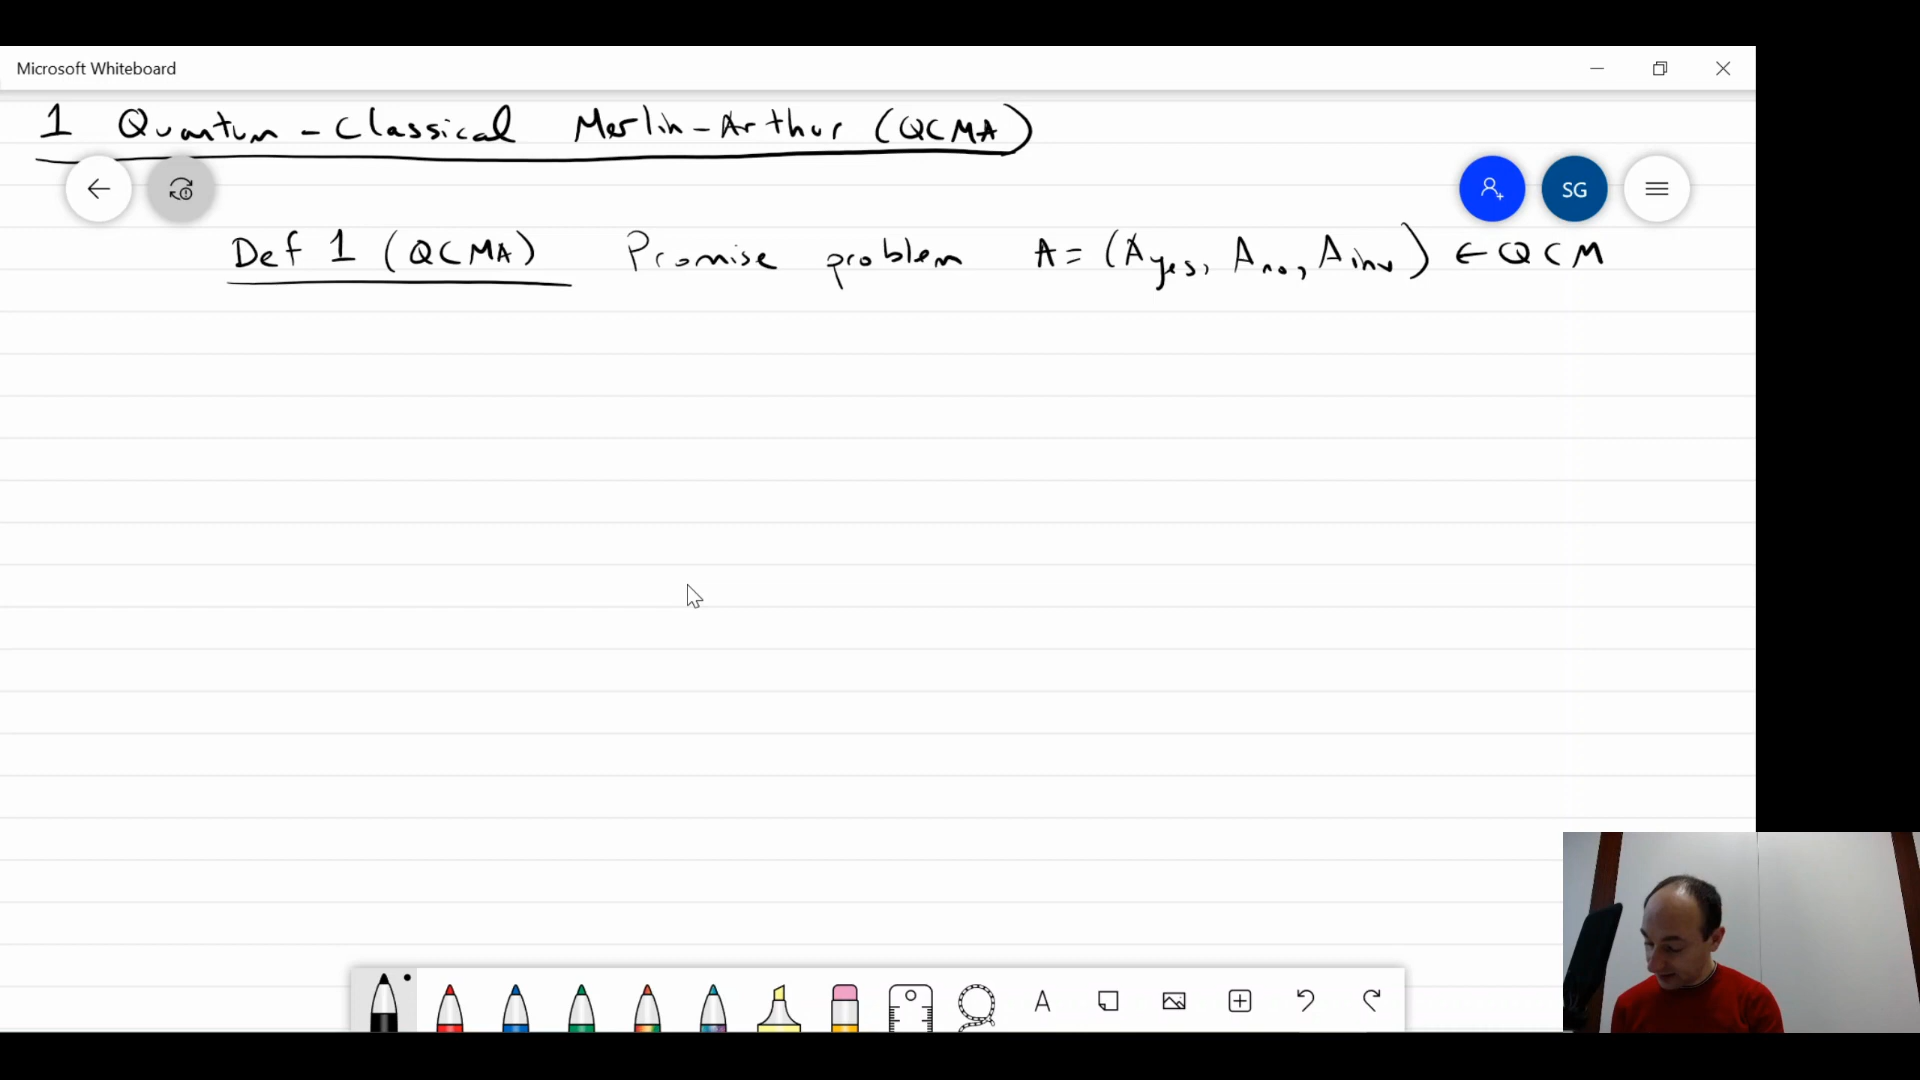 Microsoft Whiteboard
1 Quantum-Classical Merlin-Arthur (QCMA)
SG
Def 1 (QCMA) Promise problem A = (Ayes, Ano, Ainv) ∈ QCM
A